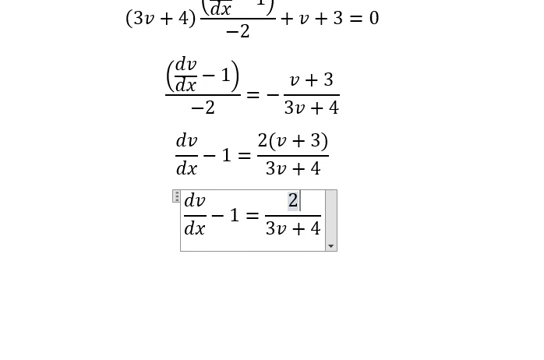 (3v + 4) (dv/dx − 1)/−2 + v + 3 = 0
(dv/dx − 1)/−2 = − (v + 3)/(3v + 4)
dv/dx − 1 = 2(v + 3)/(3v + 4)
dv/dx − 1 = 2/(3v + 4)